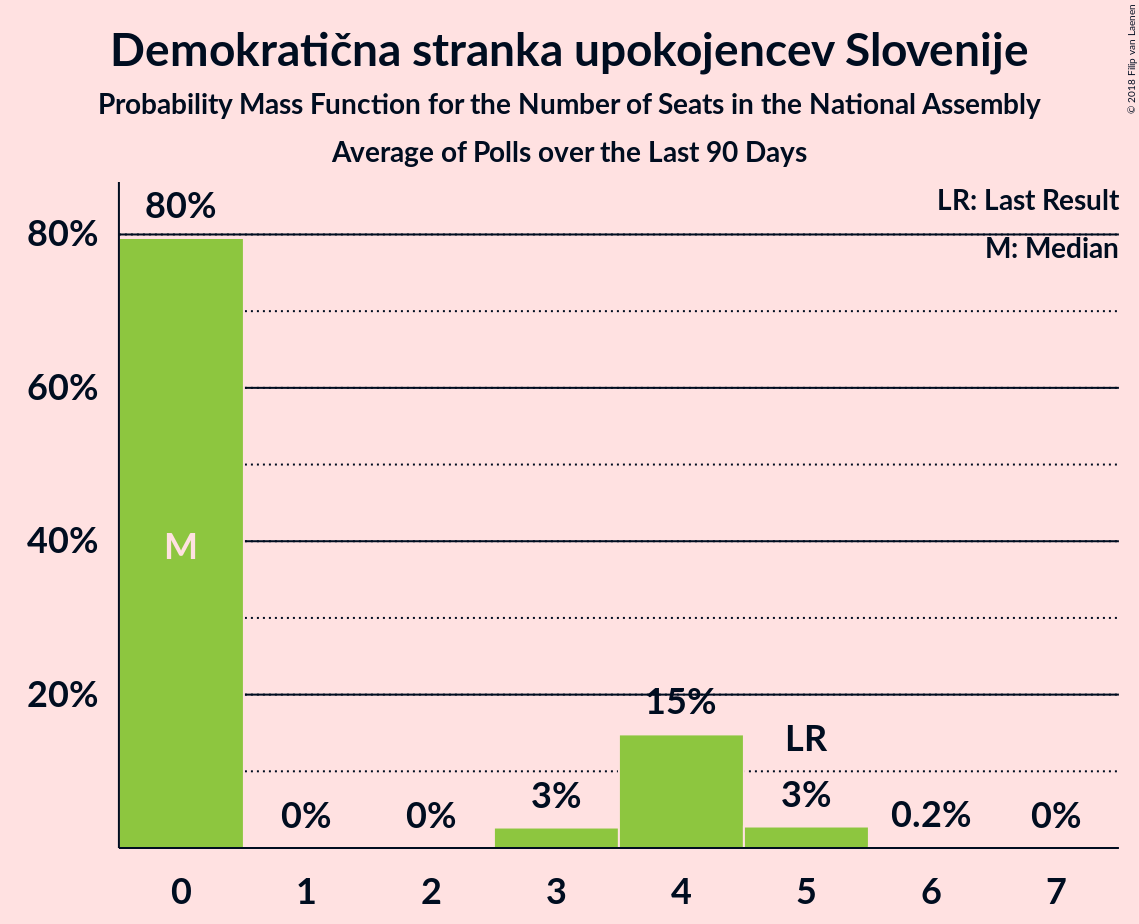 Demokratična stranka upokojencev Slovenije
Probability Mass Function for the Number of Seats in the National Assembly
Average of Polls over the Last 90 Days
© 2018 Filip van Laenen
LR: Last Result
M: Median
80%
80%
60%
40%
20%
M
0%
0%
3%
15%
LR
3%
0.2%
0%
0 1 2 3 4 5 6 7